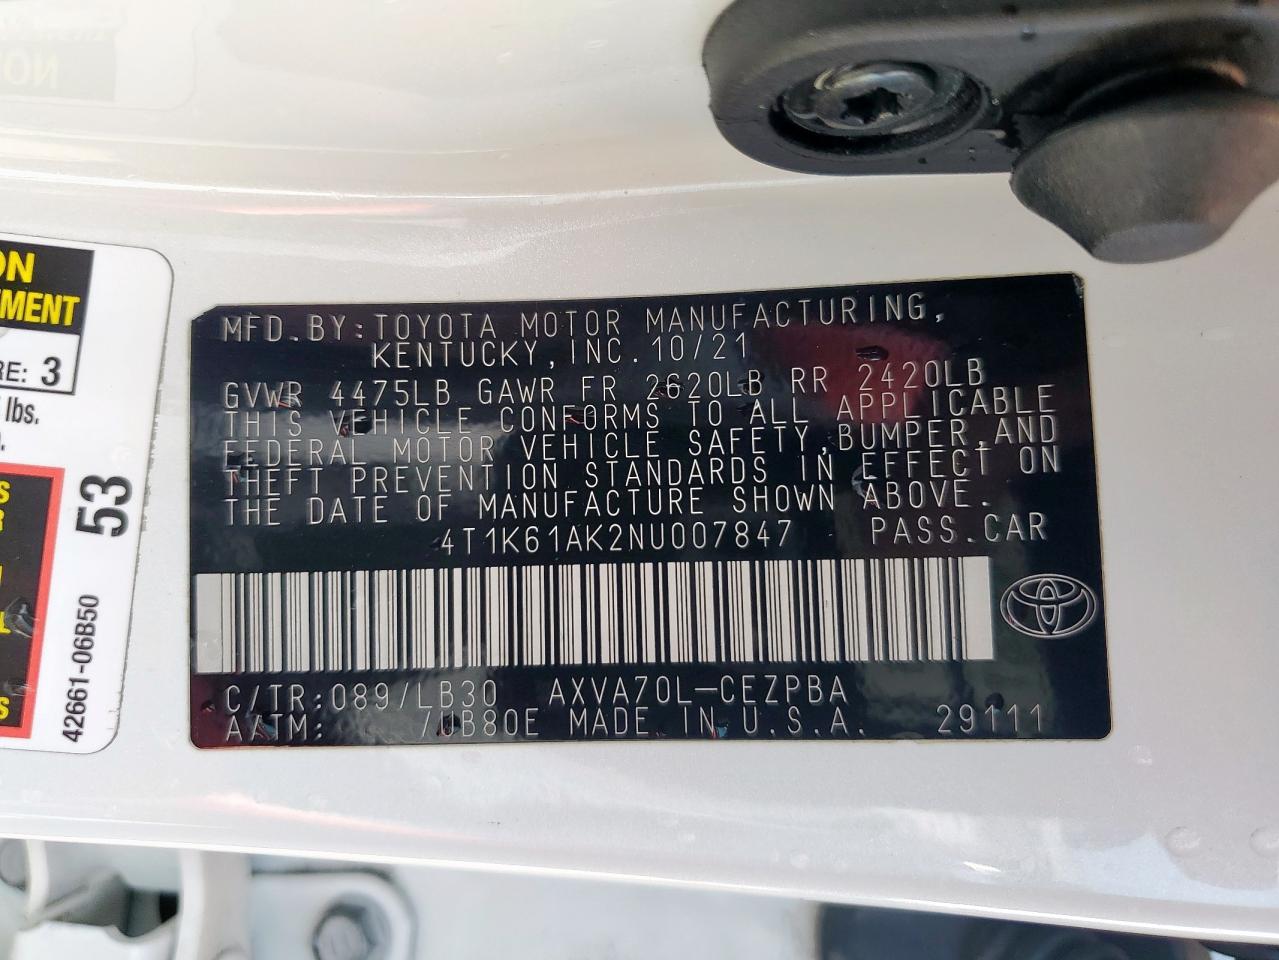 ON
TMENT
RE: 3
lbs.
53
42661-06B50
MFD.BY:TOYOTA MOTOR MANUFACTURING,
KENTUCKY,INC.10/21
GVWR 4475LB GAWR FR 2620LB RR 2420LB
THIS VEHICLE CONFORMS TO ALL APPLICABLE
FEDERAL MOTOR VEHICLE SAFETY,BUMPER,AND
THEFT PREVENTION STANDARDS IN EFFECT ON
THE DATE OF MANUFACTURE SHOWN ABOVE.
4T1K61AK2NU007847 PASS.CAR
C/TR:089/LB30 AXVA70L-CEZPBA
A/TM: /UB80E MADE IN U.S.A. 29111